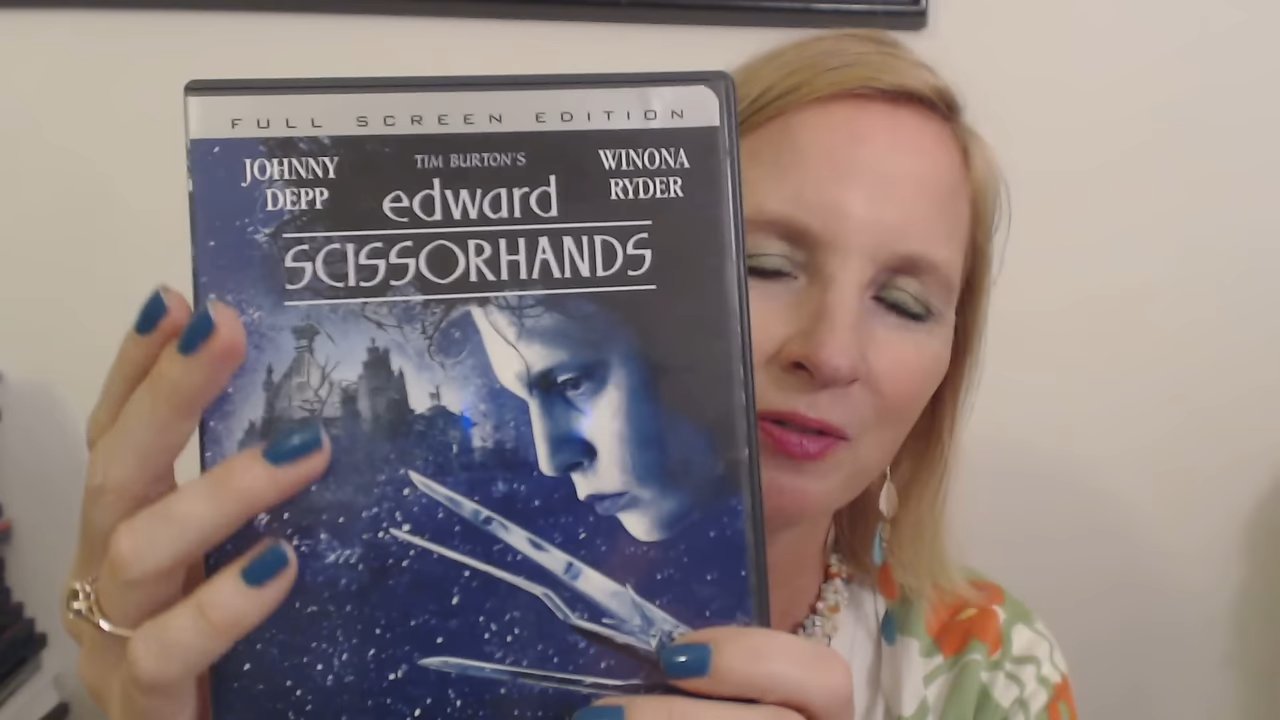 FULL SCREEN EDITION
JOHNNY DEPP
TIM BURTON'S
WINONA RYDER
edward
SCISSORHANDS